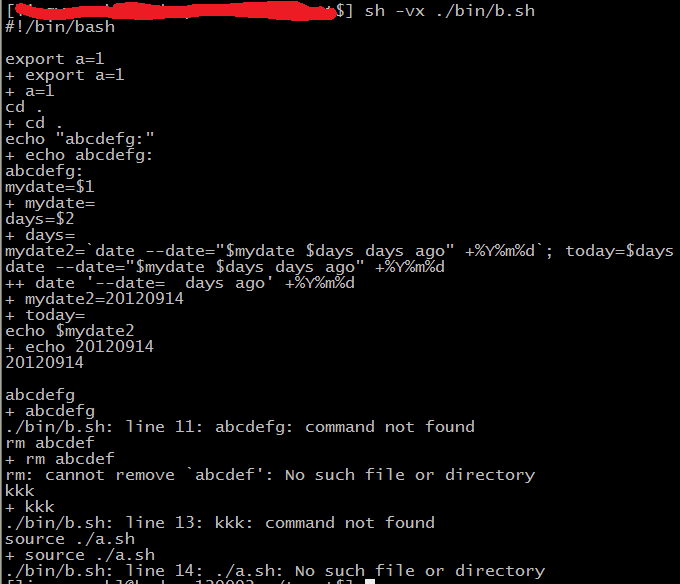 [ $] sh -vx ./bin/b.sh
#!/bin/bash

export a=1
+ export a=1
+ a=1
cd .
+ cd .
echo "abcdefg:"
+ echo abcdefg:
abcdefg:
mydate=$1
+ mydate=
days=$2
+ days=
mydate2=`date --date="$mydate $days days ago" +%Y%m%d`; today=$days
date --date="$mydate $days days ago" +%Y%m%d
++ date '--date=  days ago' +%Y%m%d
+ mydate2=20120914
+ today=
echo $mydate2
+ echo 20120914
20120914

abcdefg
+ abcdefg
./bin/b.sh: line 11: abcdefg: command not found
rm abcdef
+ rm abcdef
rm: cannot remove `abcdef': No such file or directory
kkk
+ kkk
./bin/b.sh: line 13: kkk: command not found
source ./a.sh
+ source ./a.sh
./bin/b.sh: line 14: ./a.sh: No such file or directory